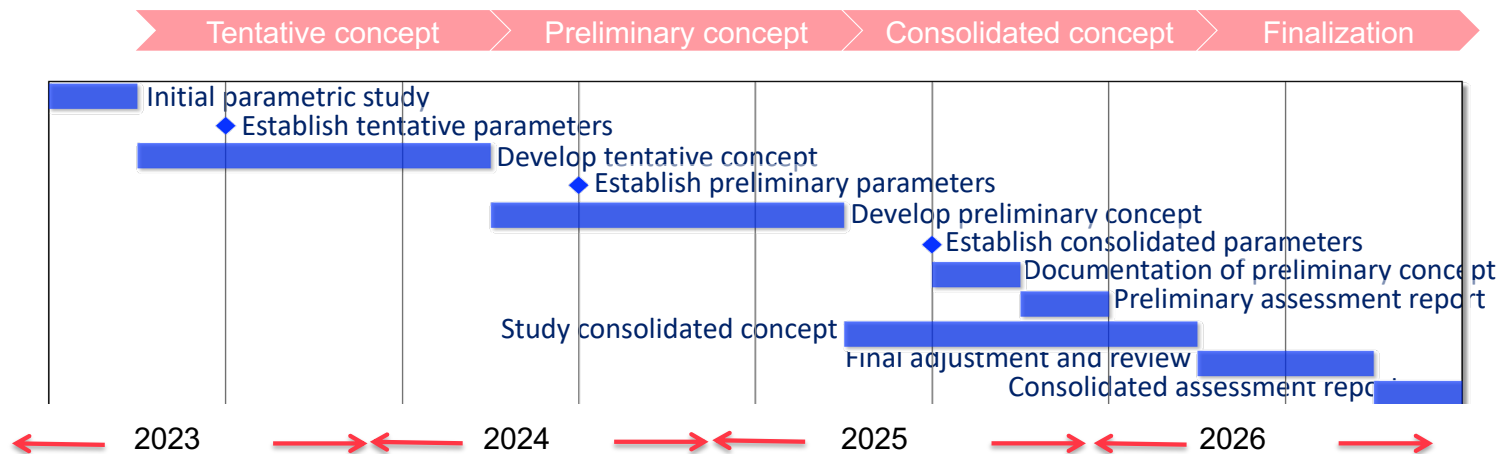 Tentative concept
Preliminary concept
Consolidated concept
Finalization
Initial parametric study
Establish tentative parameters
Develop tentative concept
Establish preliminary parameters
Develop preliminary concept
Establish consolidated parameters
Documentation of preliminary concept
Preliminary assessment report
Study consolidated concept
Final adjustment and review
Consolidated assessment report
2023
2024
2025
2026